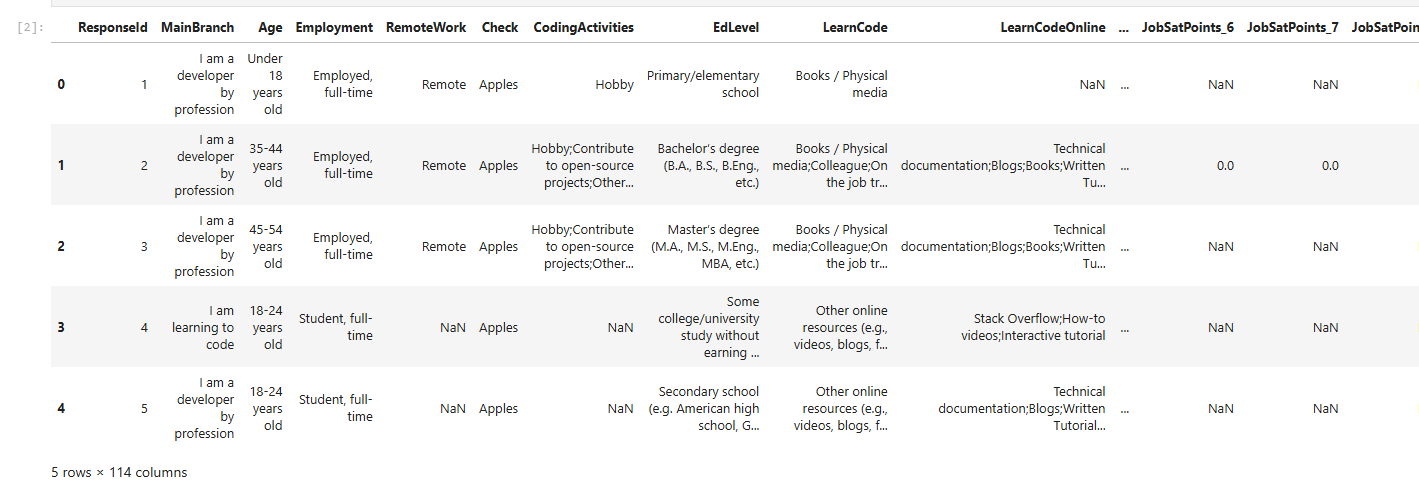 [2]: ResponseId MainBranch Age Employment RemoteWork Check CodingActivities EdLevel LearnCode LearnCodeOnline ... JobSatPoints_6 JobSatPoints_7 JobSatPoin
0 1 I am a developer by profession Under 18 years old Employed, full-time Remote Apples Hobby Primary/elementary school Books / Physical media NaN ... NaN NaN
1 2 I am a developer by profession 35-44 years old Employed, full-time Remote Apples Hobby;Contribute to open-source projects;Other... Bachelor's degree (B.A., B.S., B.Eng., etc.) Books / Physical media;Colleague;On the job tr... Technical documentation;Blogs;Books;Written Tu... ... 0.0 0.0
2 3 I am a developer by profession 45-54 years old Employed, full-time Remote Apples Hobby;Contribute to open-source projects;Other... Master's degree (M.A., M.S., M.Eng., MBA, etc.) Books / Physical media;Colleague;On the job tr... Technical documentation;Blogs;Books;Written Tu... ... NaN NaN
3 4 I am learning to code 18-24 years old Student, full-time NaN Apples NaN Some college/university study without earning ... Other online resources (e.g., videos, blogs, f... Stack Overflow;How-to videos;Interactive tutorial ... NaN NaN
4 5 I am a developer by profession 18-24 years old Student, full-time NaN Apples NaN Secondary school (e.g. American high school, G... Other online resources (e.g., videos, blogs, f... Technical documentation;Blogs;Written Tutorial... ... NaN NaN
5 rows × 114 columns